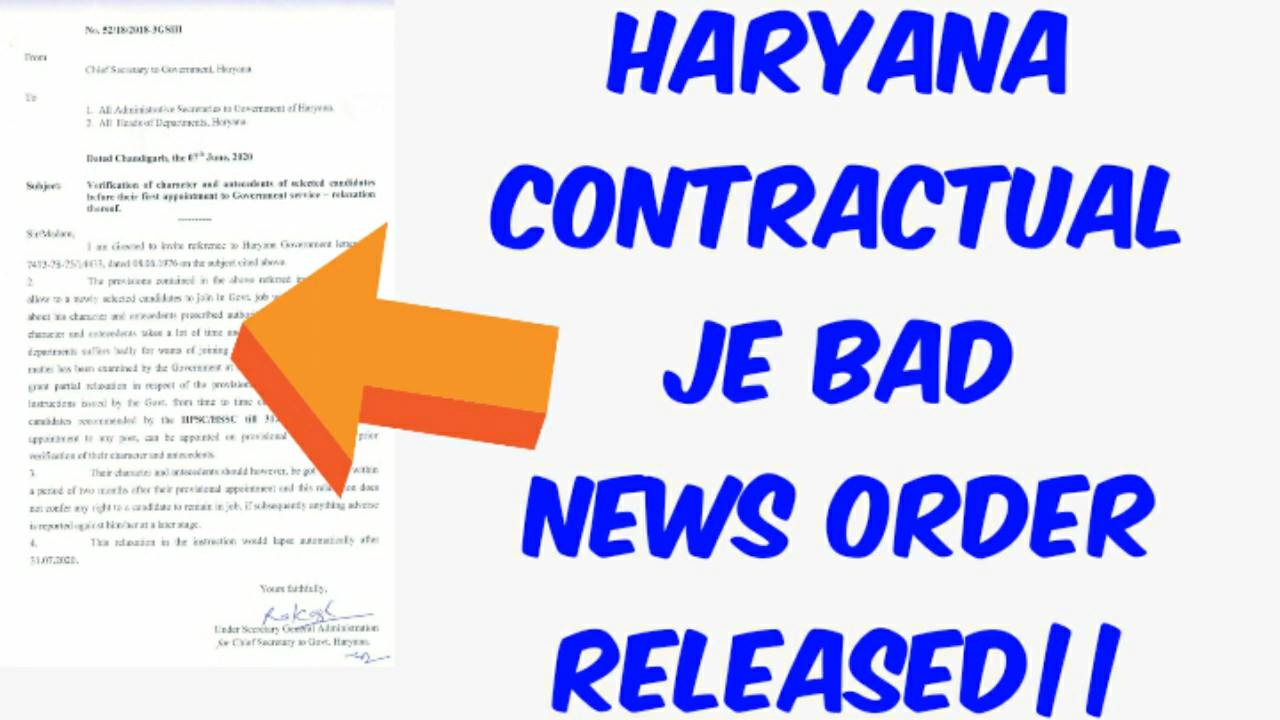 No. 52/18/2018-3GSIII
From
Chief Secretary to Government, Haryana
To
1. All Administrative Secretaries to Government of Haryana.
2. All Heads of Departments, Haryana.
Dated Chandigarh, the 07th June, 2020
Subject: Verification of character and antecedents of selected candidates
before their first appointment to Government service – relaxation
thereof.
Sir/Madam,
I am directed to invite reference to Haryana Government
dated 08.06.1976 on the subject cited above.
2. The provisions contained in the above referred
allow to a newly selected candidates to join in Govt. job
about his character and antecedents prescribed
character and antecedents takes a lot of time
departments suffers badly for wants of joining
matter has been examined by the Government
grant partial relaxation in respect of the
instructions issued by the Govt. from time to time
candidates recommended by the HPSC/HSSC till
appointment to any post, can be appointed on provisional prior
verification of their character and antecedents.
3. Their character and antecedents should however, be got within
a period of two months after their provisional appointment and this does
not confer any right to a candidate to remain in job, if subsequently anything adverse
is reported against him/her at a later stage.
4. This relaxation in the instruction would lapse automatically after
31.07.2020.
Yours faithfully,
Under Secretary General Administration
for Chief Secretary to Govt. Haryana.
HARYANA
CONTRACTUAL
JE BAD
NEWS ORDER
RELEASED||